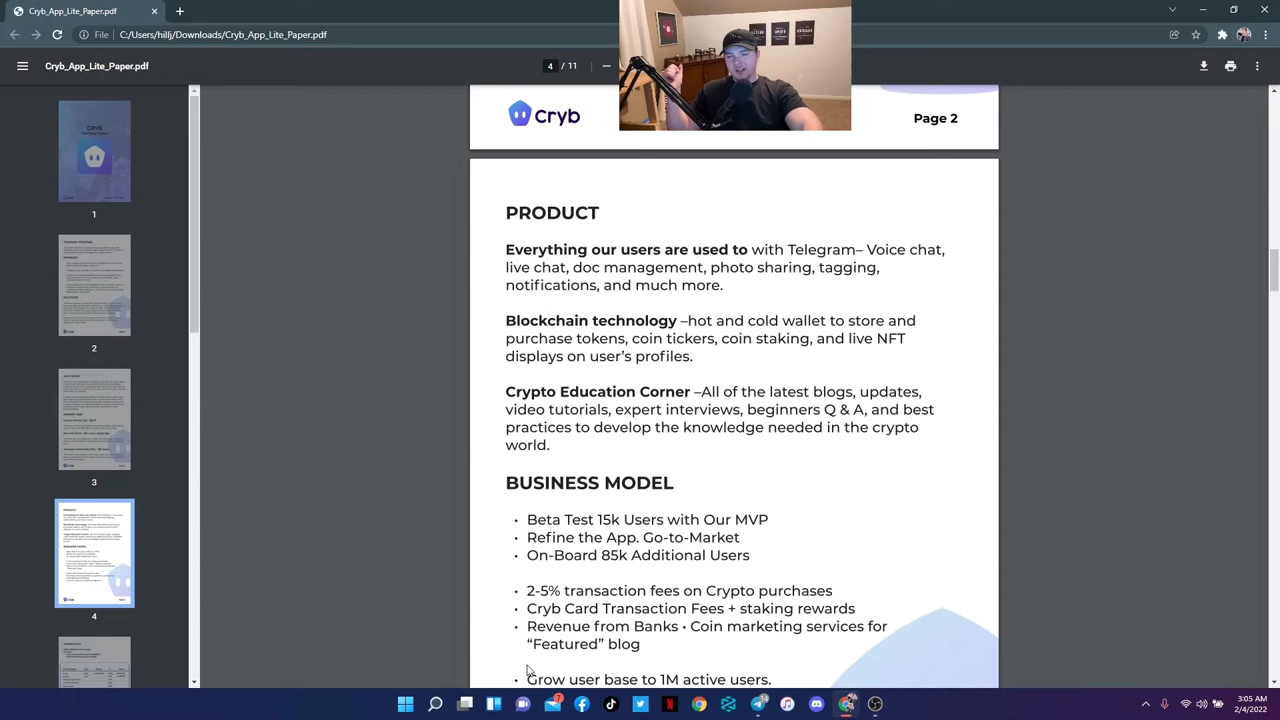 Cryb_App_Lite_Paper.pdf
App_Lite_Paper.pdf
4 / 11
Cryb
Page 2
PRODUCT
Everything our users are used to with Telegram– Voice chat,
live chat, doc management, photo sharing, tagging,
notifications, and much more.
Blockchain technology –hot and cold wallet to store and
purchase tokens, coin tickers, coin staking, and live NFT
displays on user’s profiles.
Crypto Education Corner –All of the latest blogs, updates,
video tutorials, expert interviews, beginners Q & A, and best
practices to develop the knowledge needed in the crypto
world.
BUSINESS MODEL
Beta Test 15k Users with Our MVP
Refine the App. Go-to-Market
On-Board 85k Additional Users
• 2-5% transaction fees on Crypto purchases
• Cryb Card Transaction Fees + staking rewards
• Revenue from Banks • Coin marketing services for
“Featured” blog
• Grow user base to 1M active users.
1
2
3
4
3:05 AM
2/4/2022